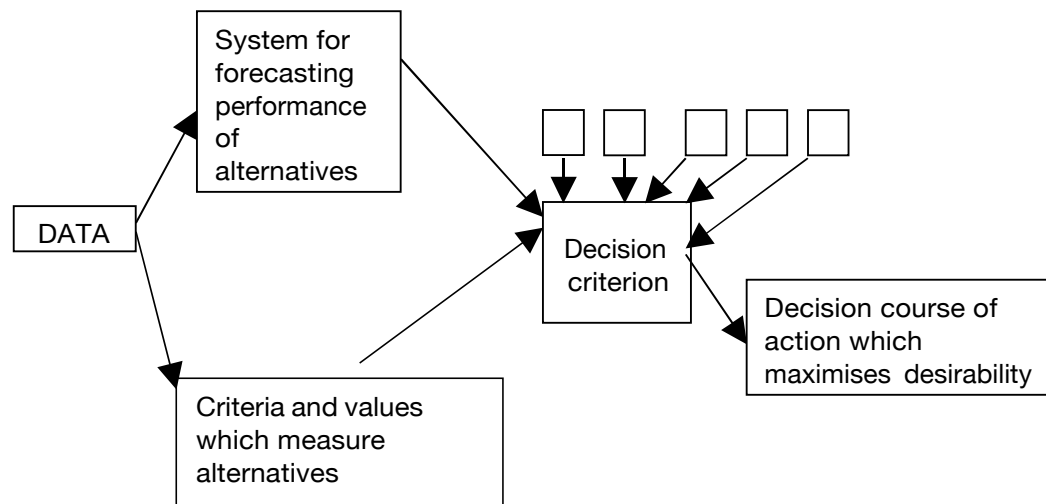 System for
forecasting
performance
of
alternatives
DATA
Decision
criterion
Decision course of
action which
maximises desirability
Criteria and values
which measure
alternatives